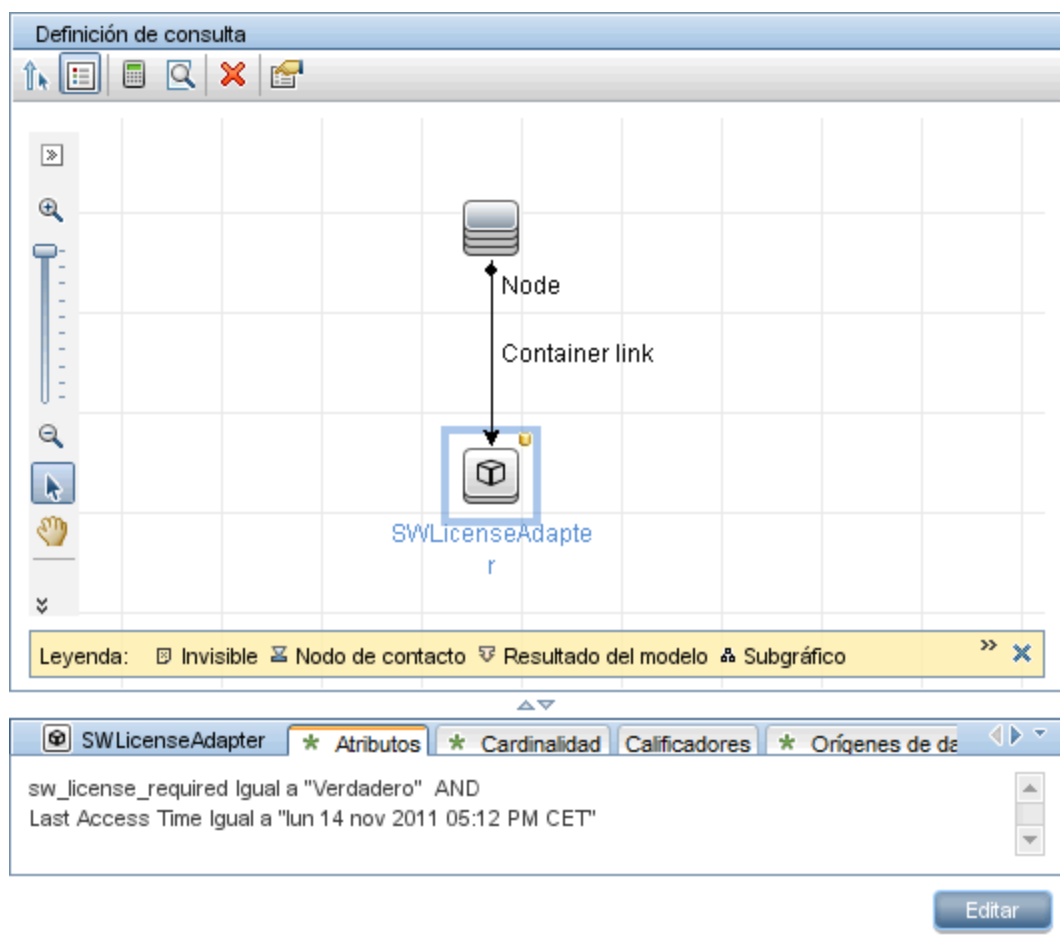 Definición de consulta
Node
Container link
SWLicenseAdapte
r
Leyenda: Invisible Nodo de contacto Resultado del modelo Subgráfico
SWLicenseAdapter * Atributos * Cardinalidad Calificadores * Orígenes de da
sw_license_required Igual a "Verdadero" AND
Last Access Time Igual a "lun 14 nov 2011 05:12 PM CET"
Editar